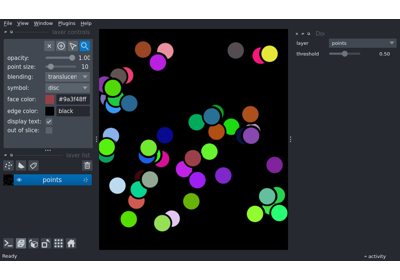 File View Window Plugins Help
layer controls
opacity: 1.00
point size: 10
blending: translucen
symbol: disc
face color: #9a3f48ff
edge color: black
display text:
out of slice:
layer list
points
layer points
threshold 0.50
Ready
activity